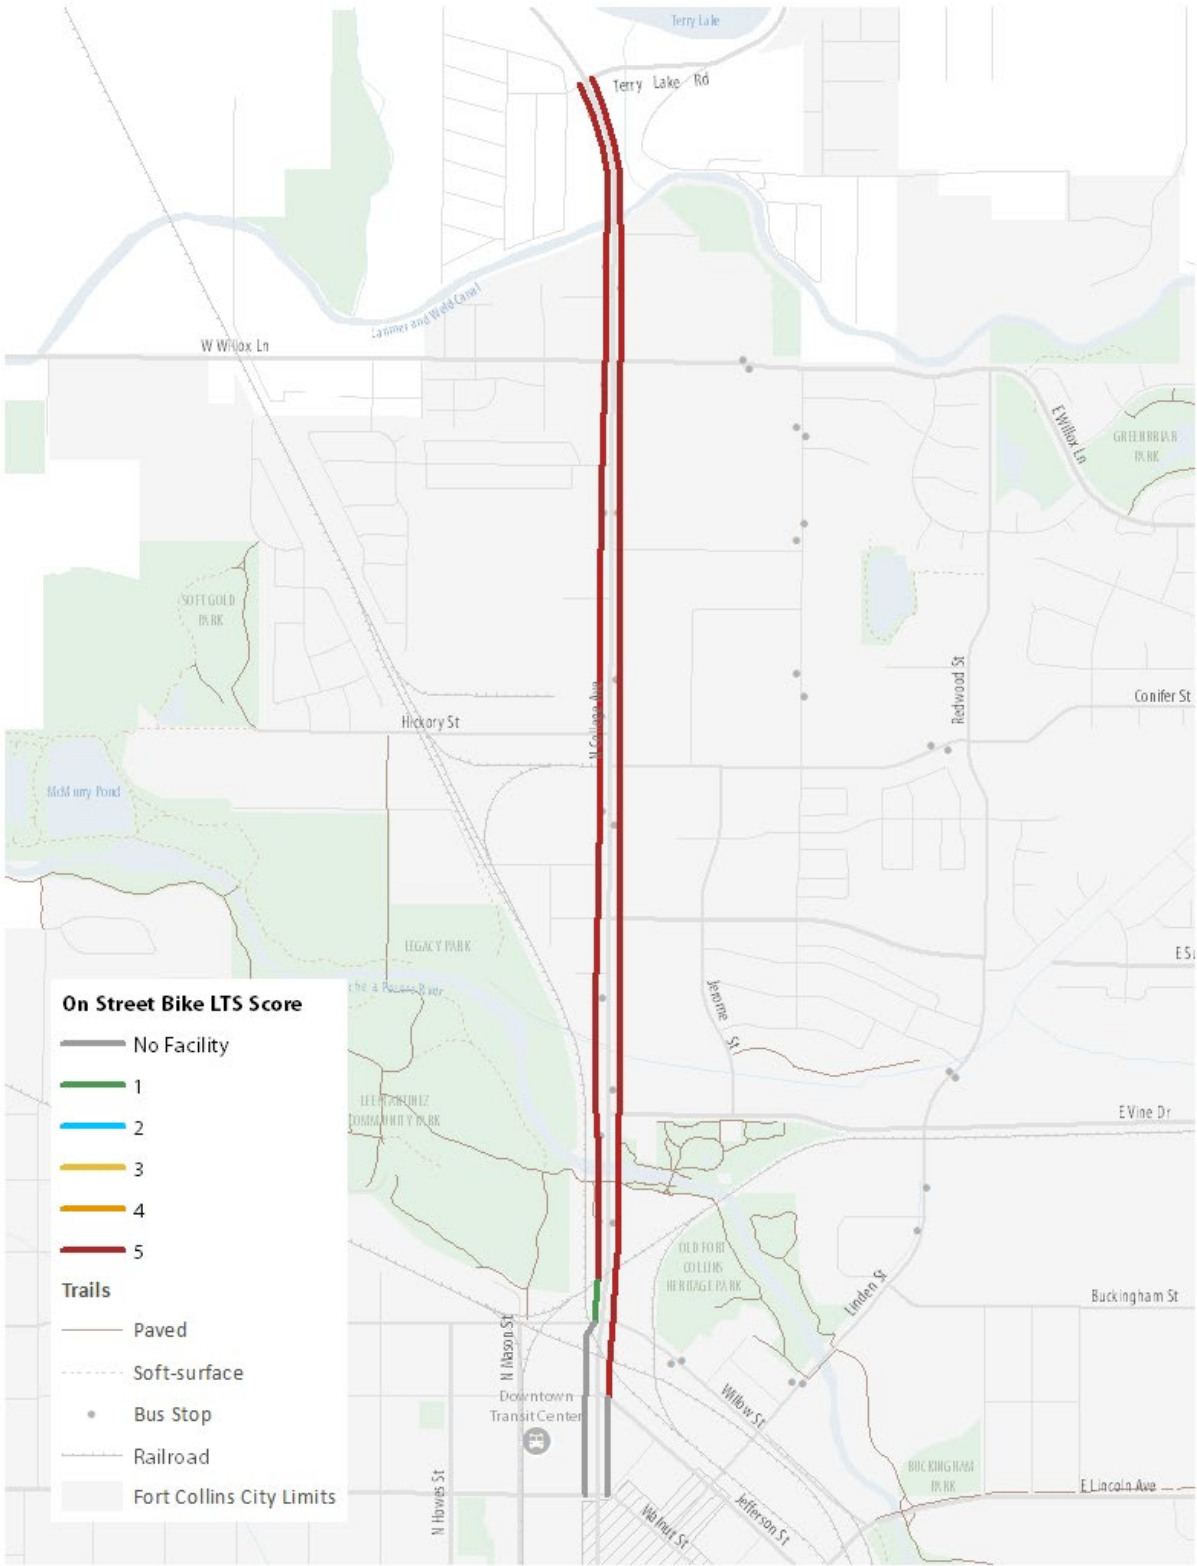 Terry Lake
Terry Lake Rd
Larimer and Weld Canal
W Willox Ln
E Willox Ln
GREENBRIAR
PARK
SOFT GOLD
PARK
Redwood St
Conifer St
N College Ave
Hickory St
McMurry Pond
LEGACY PARK
Jerome St
E Su
che a Poudre River
LEE MARTINEZ
COMMUNITY PARK
E Vine Dr
OLD FORT
COLLINS
HERITAGE PARK
Linden St
Buckingham St
N Mason St
Downtown
Transit Center
Willow St
BUCKINGHAM
PARK
E Lincoln Ave
N Howes St
Walnut St
Jefferson St
On Street Bike LTS Score
No Facility
1
2
3
4
5
Trails
Paved
Soft-surface
Bus Stop
Railroad
Fort Collins City Limits